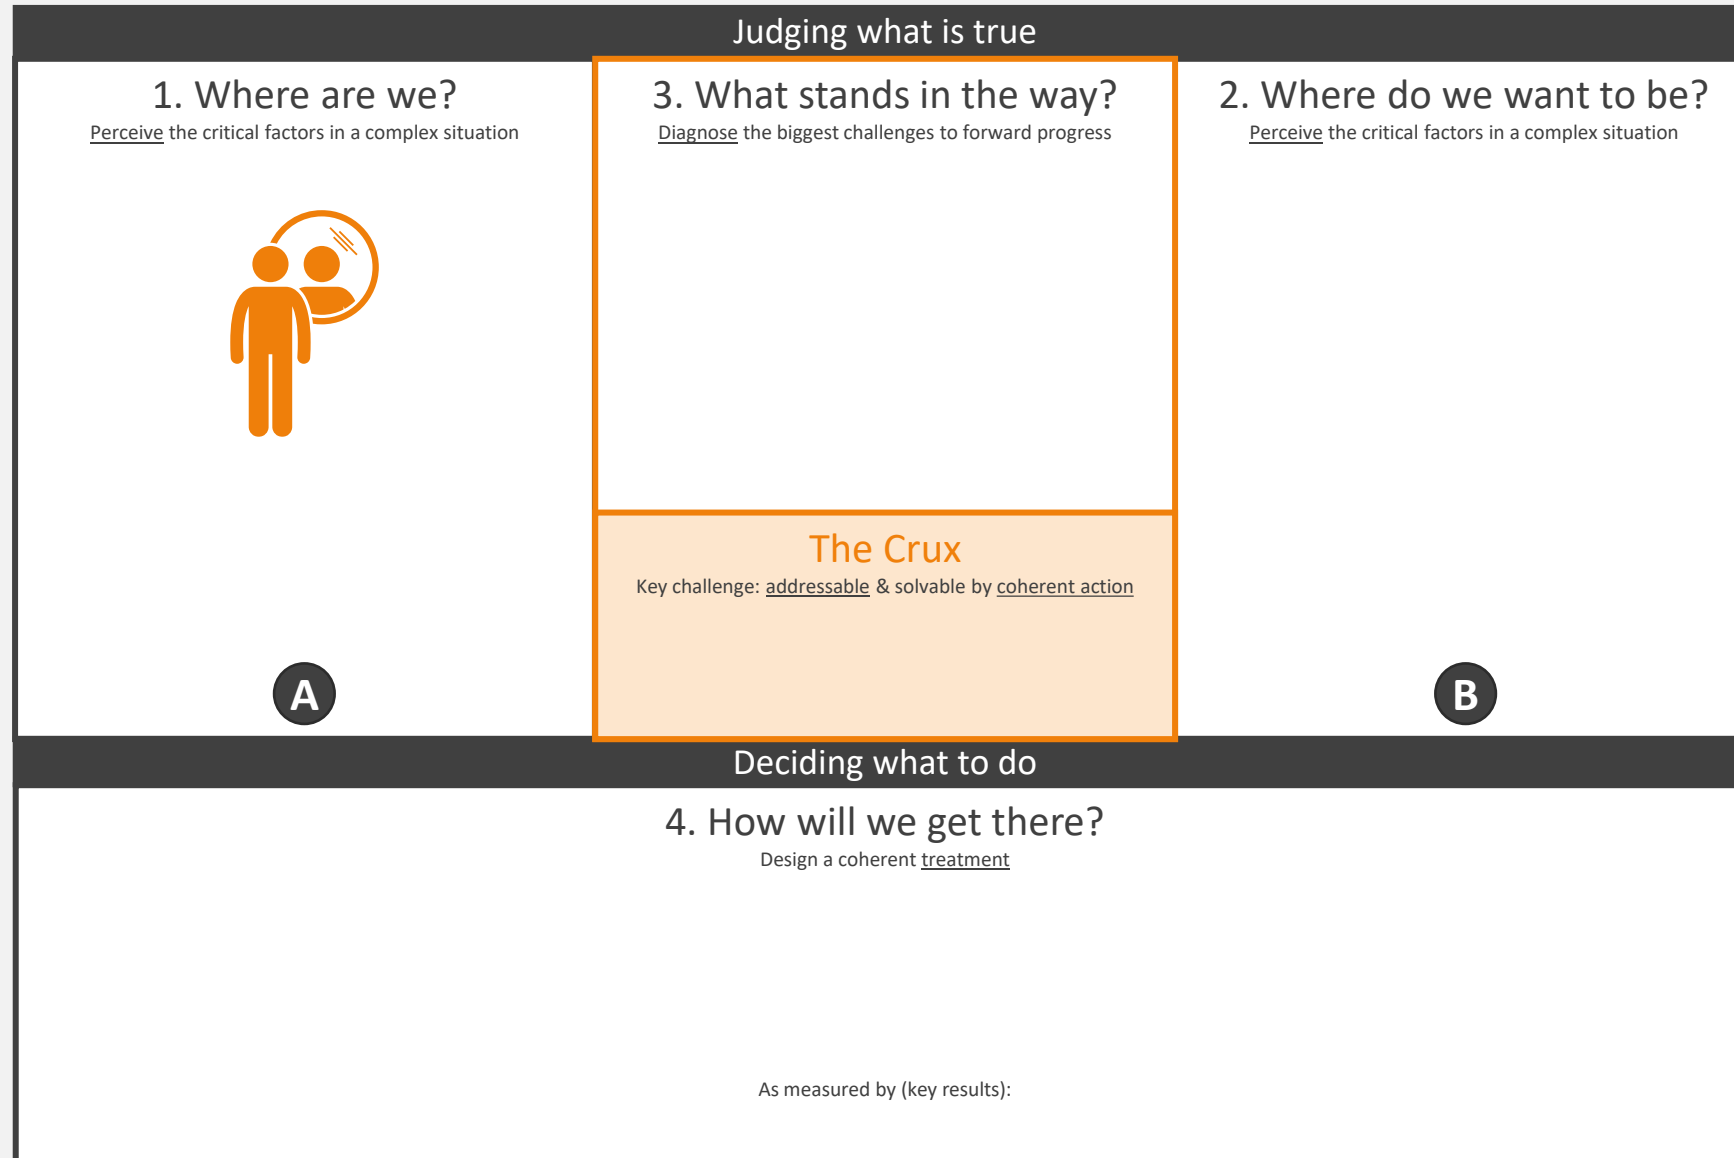 Judging what is true
1. Where are we?
Perceive the critical factors in a complex situation
A
3. What stands in the way?
Diagnose the biggest challenges to forward progress
The Crux
Key challenge: addressable & solvable by coherent action
2. Where do we want to be?
Perceive the critical factors in a complex situation
B
Deciding what to do
4. How will we get there?
Design a coherent treatment
As measured by (key results):